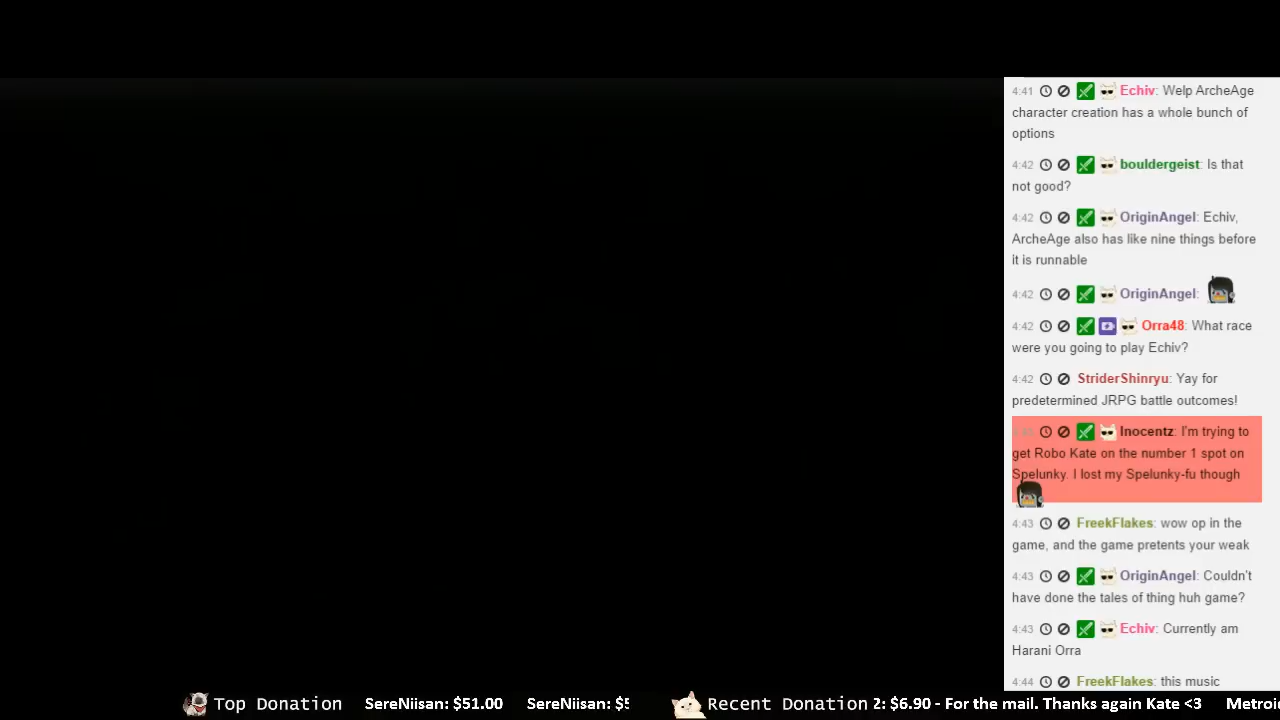 4:41 Echiv: Welp ArcheAge
character creation has a whole bunch of
options
4:42 bouldergeist: Is that
not good?
4:42 OriginAngel: Echiv,
ArcheAge also has like nine things before
it is runnable
4:42 OriginAngel:
4:42 Orra48: What race
were you going to play Echiv?
4:42 StriderShinryu: Yay for
predetermined JRPG battle outcomes!
Inocentz: I'm trying to
get Robo Kate on the number 1 spot on
Spelunky. I lost my Spelunky-fu though
4:43 FreekFlakes: wow op in the
game, and the game pretents your weak
4:43 OriginAngel: Couldn't
have done the tales of thing huh game?
4:43 Echiv: Currently am
Harani Orra
4:44 FreekFlakes: this music
Top Donation SereNiisan: $51.00 SereNiisan: $5 Recent Donation 2: $6.90 - For the mail. Thanks again Kate <3 Metroi